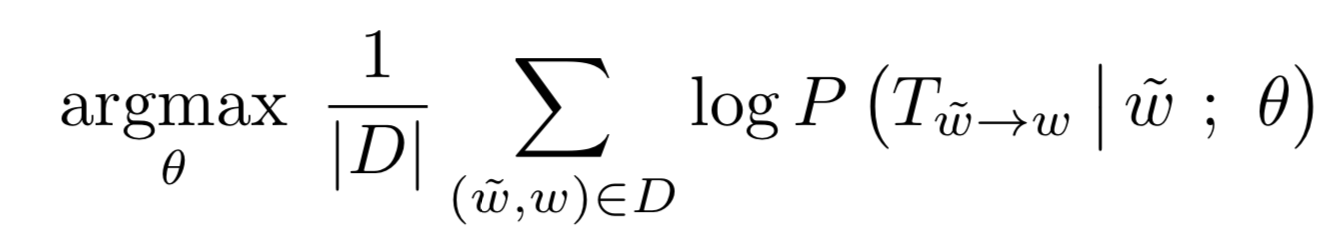 argmax_θ 1/|D| ∑_{(w̃,w)∈D} log P (T_{w̃→w} | w̃ ; θ)